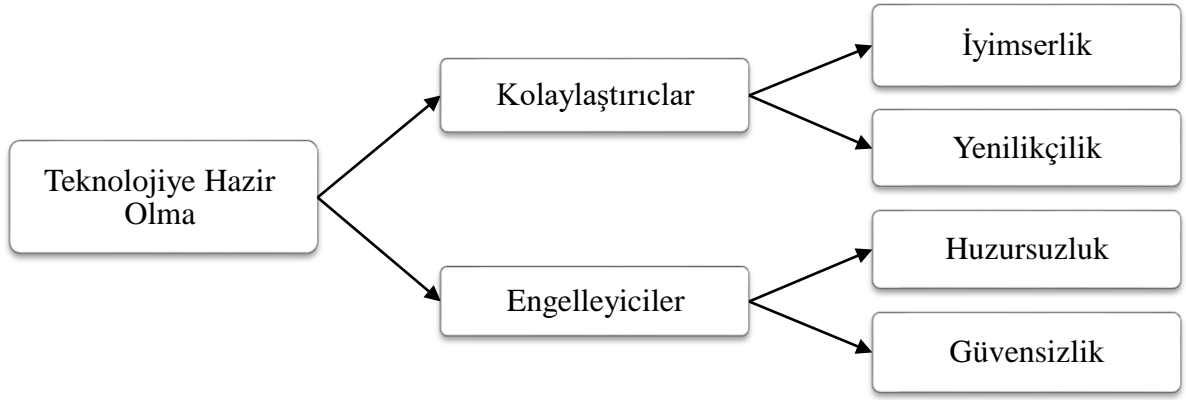 Teknolojiye Hazir
Olma
Kolaylaştırıclar
Engelleyiciler
İyimserlik
Yenilikçilik
Huzursuzluk
Güvensizlik